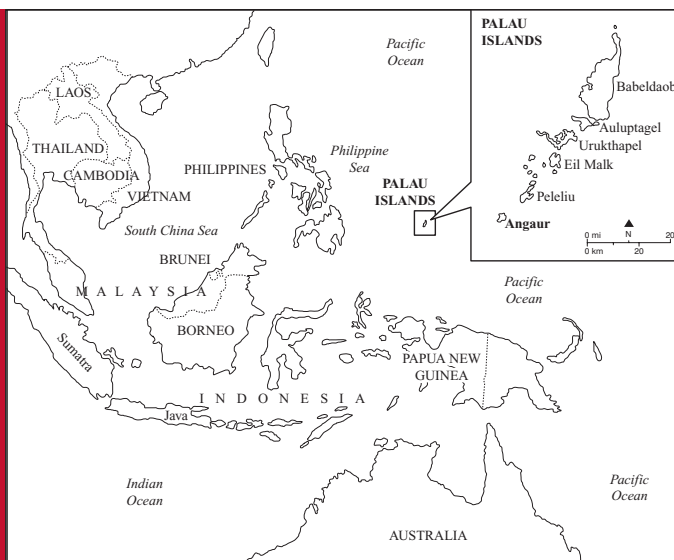 Pacific
Ocean
PALAU
ISLANDS
Babeldaob
Auluptagel
Urukthapel
Eil Malk
Peleliu
Angaur
0 mi
N
20
0 km
20
LAOS
THAILAND
CAMBODIA
VIETNAM
PHILIPPINES
Philippine
Sea
PALAU
ISLANDS
South China Sea
BRUNEI
MALAYSIA
BORNEO
Sumatra
Pacific
Ocean
PAPUA NEW
GUINEA
INDONESIA
Java
Indian
Ocean
Pacific
Ocean
AUSTRALIA